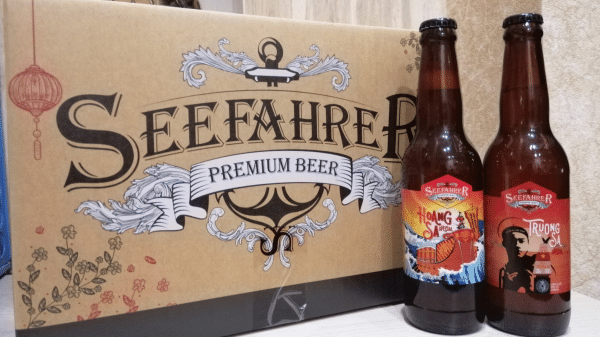 SEEFAHRER
PREMIUM BEER
SEEFAHRER
HOANG
SA
SEEFAHRER
TRUONG
SA